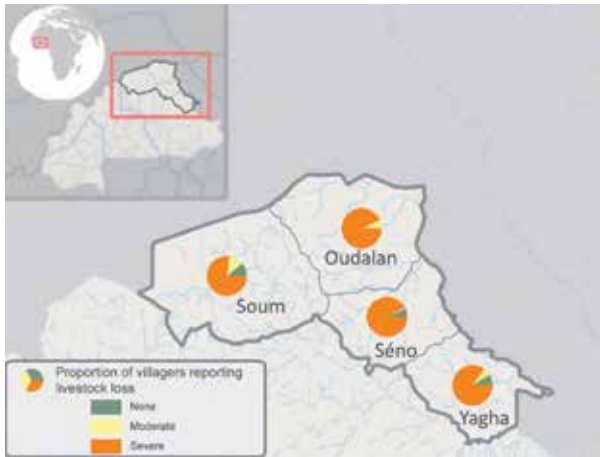 Oudalan
Soum
Séno
Yagha
Proportion of villagers reporting
livestock loss
None
Moderate
Severe